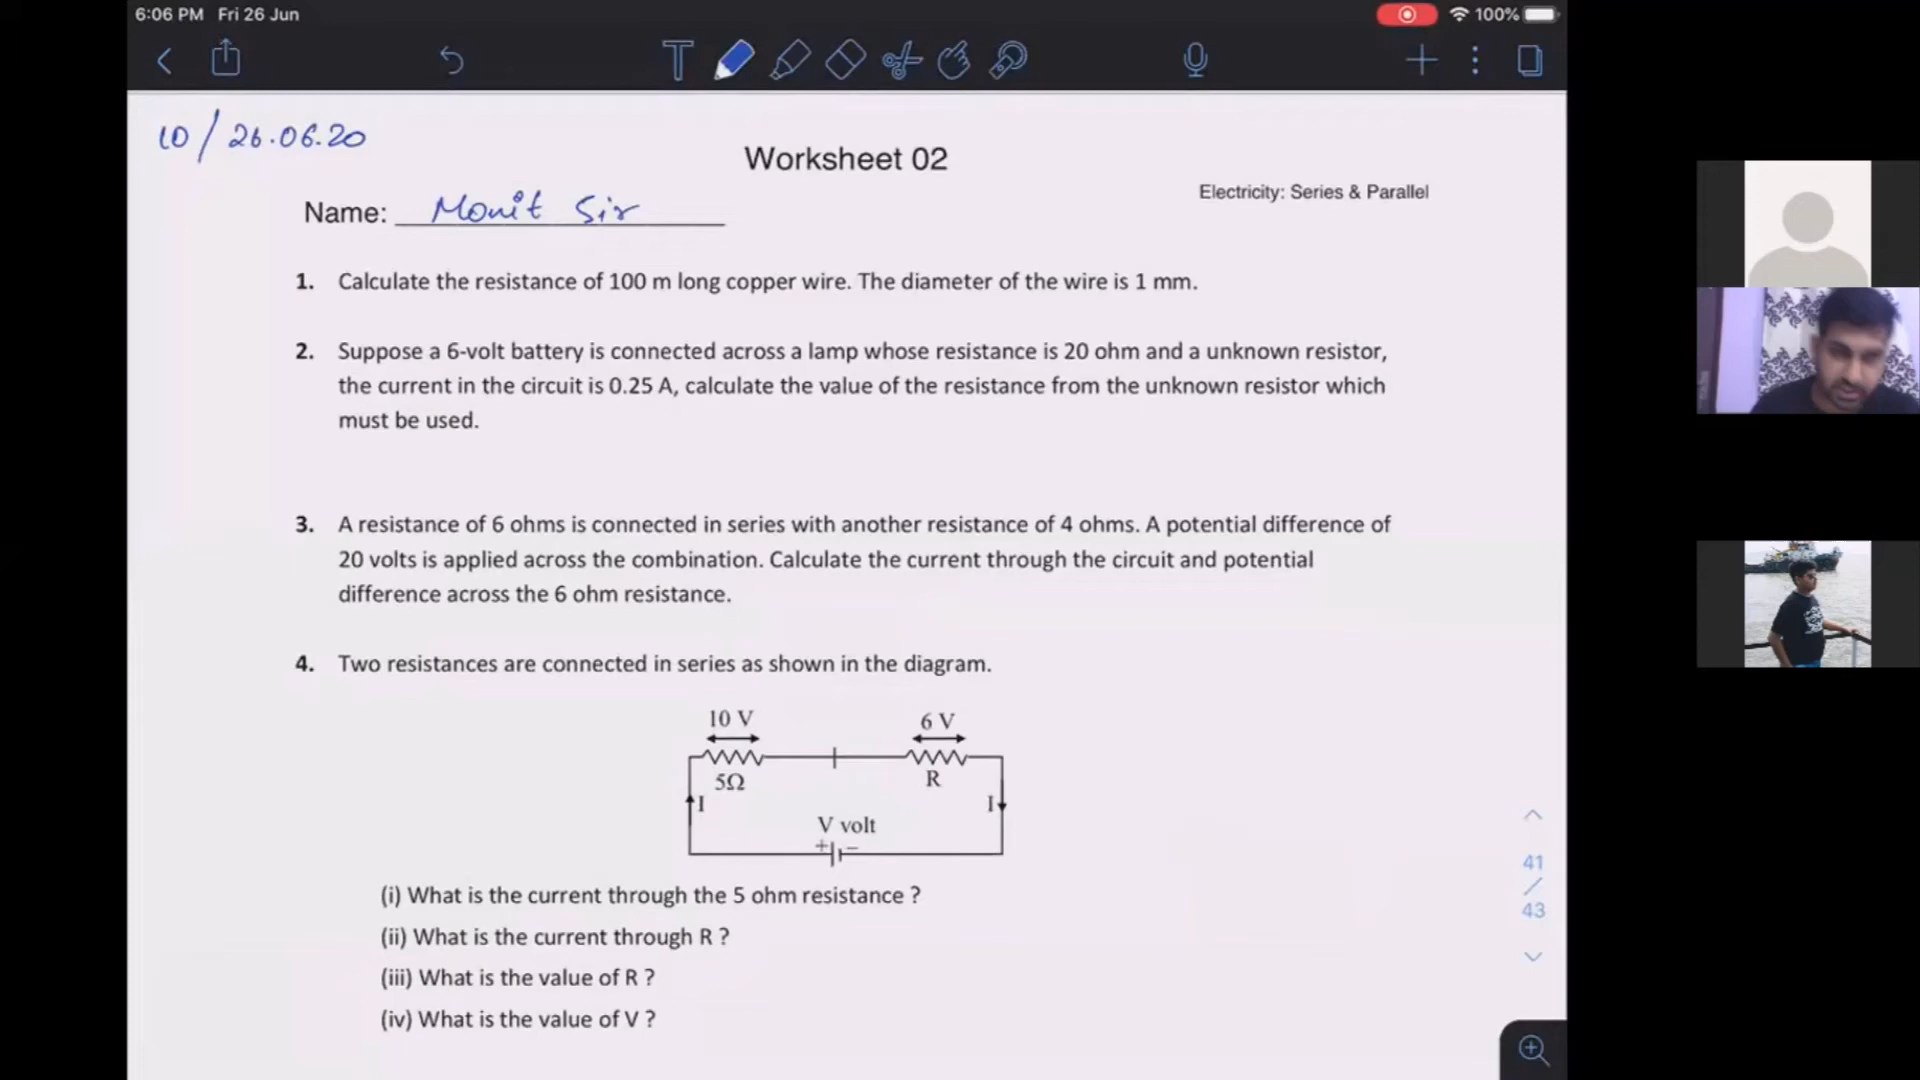 6:06 PM Fri 26 Jun
100%
10 / 26.06.20
Worksheet 02
Electricity: Series & Parallel
Name: Monit Sir
1. Calculate the resistance of 100 m long copper wire. The diameter of the wire is 1 mm.
2. Suppose a 6-volt battery is connected across a lamp whose resistance is 20 ohm and a unknown resistor,
the current in the circuit is 0.25 A, calculate the value of the resistance from the unknown resistor which
must be used.
3. A resistance of 6 ohms is connected in series with another resistance of 4 ohms. A potential difference of
20 volts is applied across the combination. Calculate the current through the circuit and potential
difference across the 6 ohm resistance.
4. Two resistances are connected in series as shown in the diagram.
10 V 6 V
5Ω R
I I
V volt
+ −
(i) What is the current through the 5 ohm resistance ?
(ii) What is the current through R ?
(iii) What is the value of R ?
(iv) What is the value of V ?
41
/
43